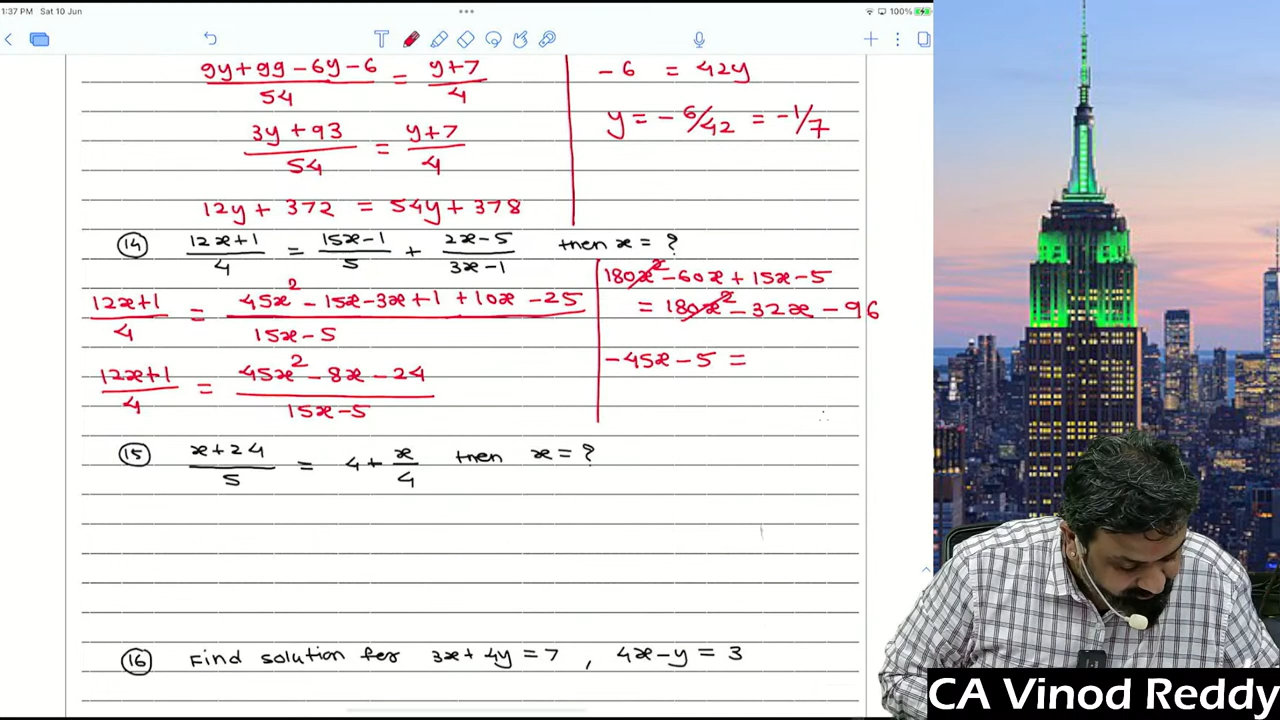 1:37 PM Sat 10 Jun
100%
9y+99-6y-6/54 = y+7/4
3y+93/54 = y+7/4
12y+372 = 54y+378
-6 = 42y
y = -6/42 = -1/7
14 12x+1/4 = 15x-1/5 + 2x-5/3x-1 then x = ?
12x+1/4 = 45x²-15x-3x+1+10x-25/15x-5
12x+1/4 = 45x²-8x-24/15x-5
180x²-60x+15x-5
= 180x²-32x-96
-45x-5 =
15 x+24/5 = 4+x/4 then x = ?
16 Find solution for 3x+4y = 7 , 4x-y = 3
CA Vinod Reddy